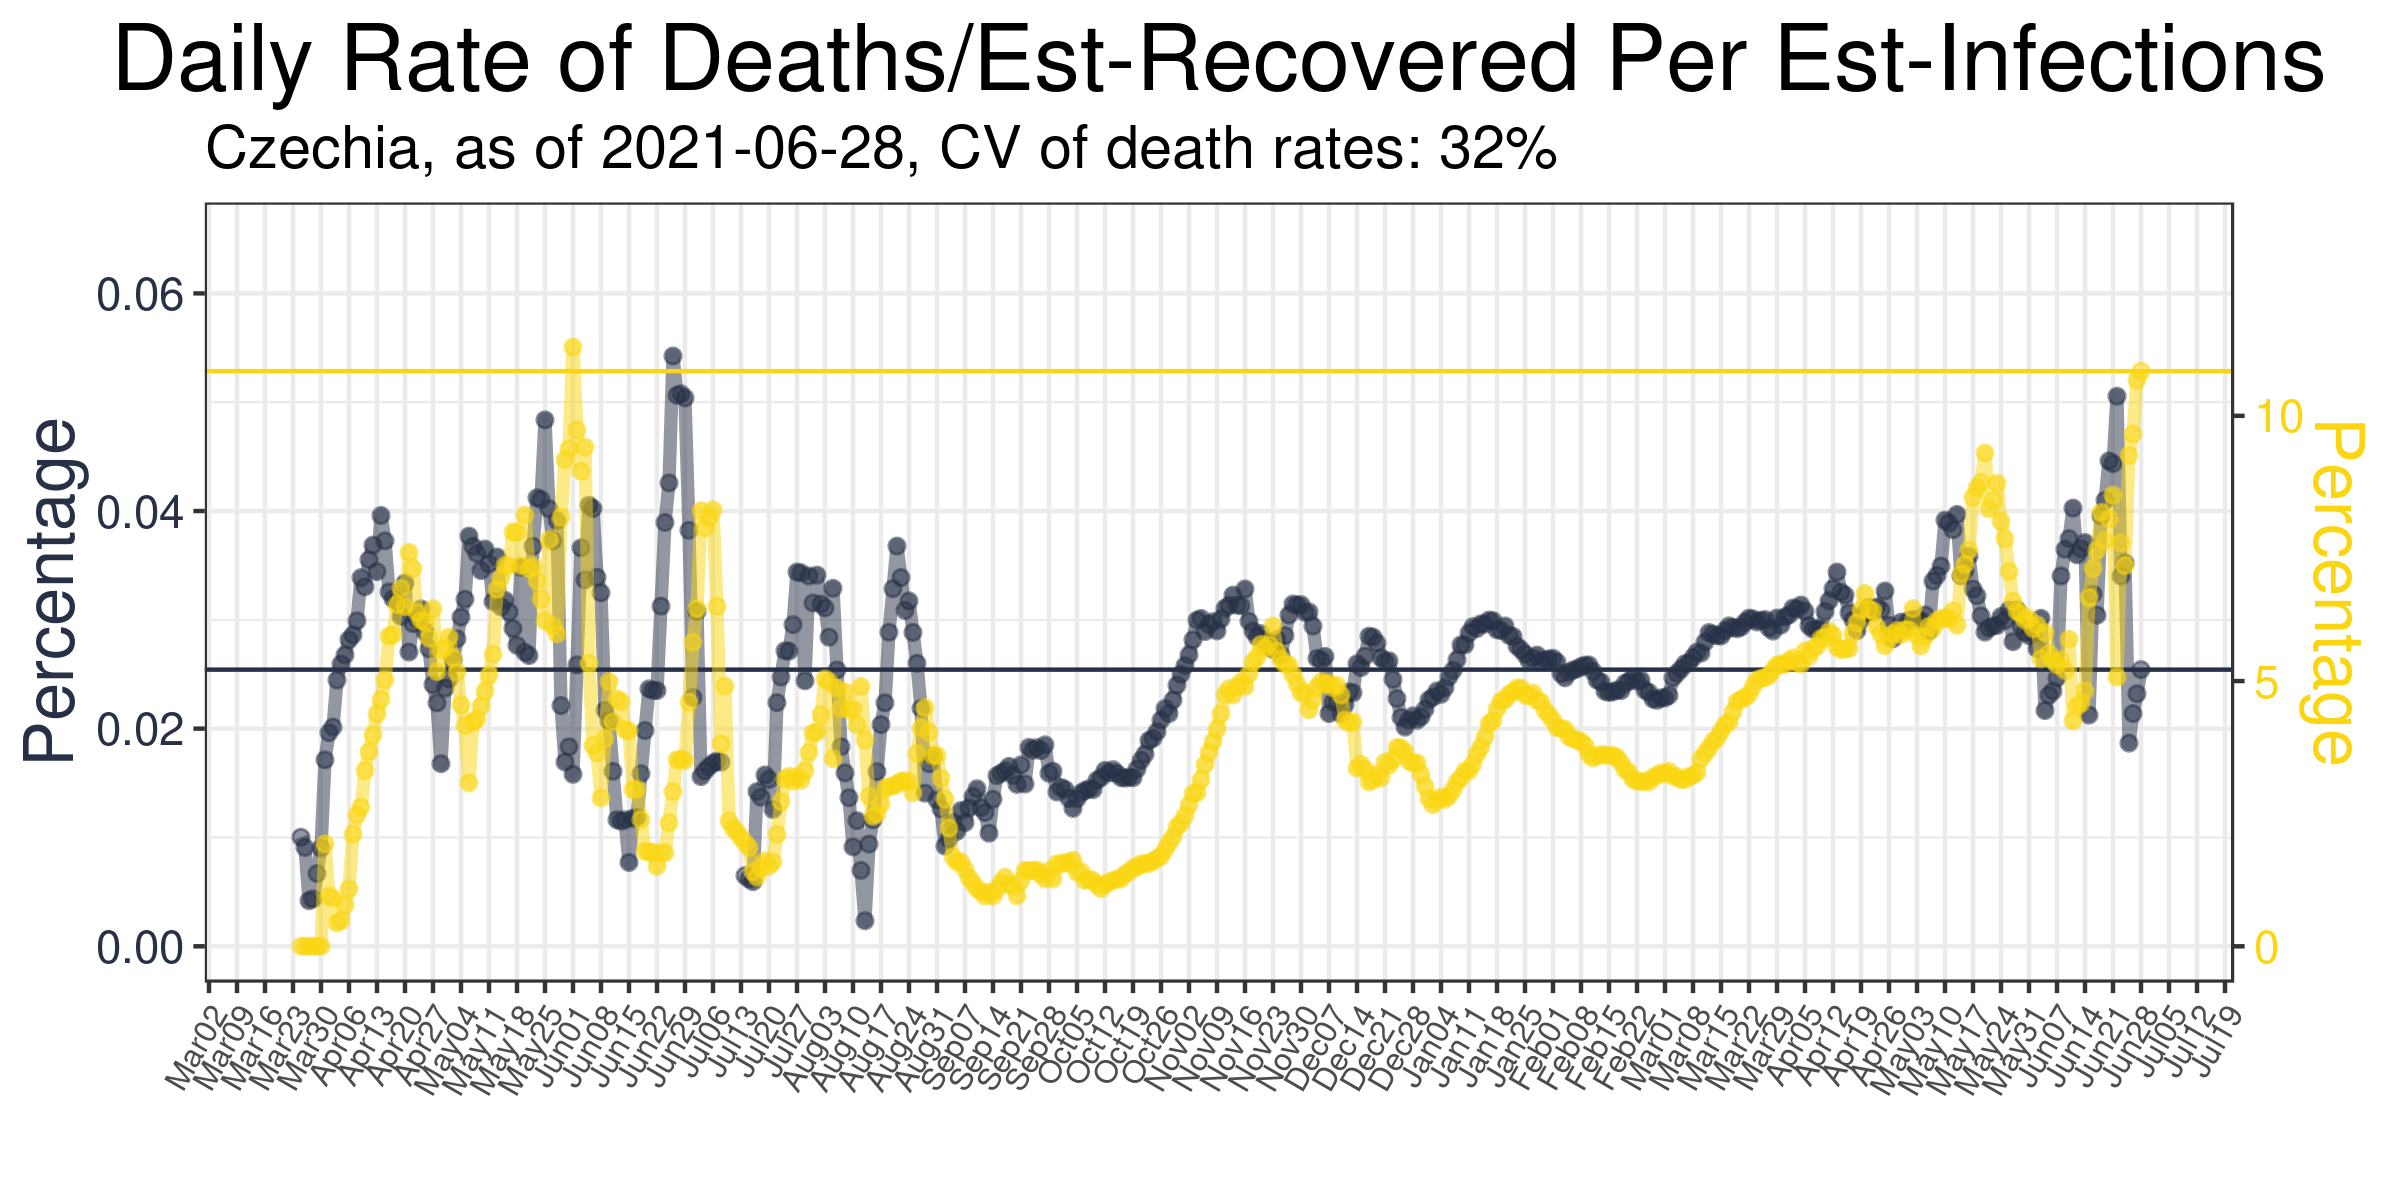 Daily Rate of Deaths/Est-Recovered Per Est-Infections
Czechia, as of 2021-06-28, CV of death rates: 32%
Percentage
0.06
0.04
0.02
0.00
10
5
0
Percentage
Mar02
Mar09
Mar16
Mar23
Mar30
Apr06
Apr13
Apr20
Apr27
May04
May11
May18
May25
Jun01
Jun08
Jun15
Jun22
Jun29
Jul06
Jul13
Jul20
Jul27
Aug03
Aug10
Aug17
Aug24
Aug31
Sep07
Sep14
Sep21
Sep28
Oct05
Oct12
Oct19
Oct26
Nov02
Nov09
Nov16
Nov23
Nov30
Dec07
Dec14
Dec21
Dec28
Jan04
Jan11
Jan18
Jan25
Feb01
Feb08
Feb15
Feb22
Mar01
Mar08
Mar15
Mar22
Mar29
Apr05
Apr12
Apr19
Apr26
May03
May10
May17
May24
May31
Jun07
Jun14
Jun21
Jun28
Jul05
Jul12
Jul19